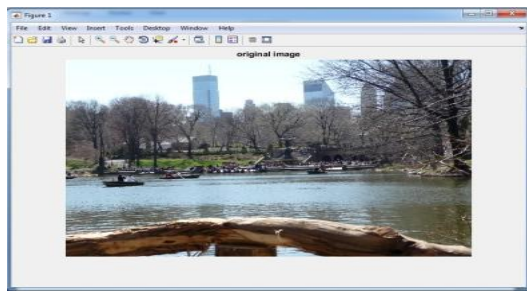 Figure 1
File Edit View Insert Tools Desktop Window Help
original image